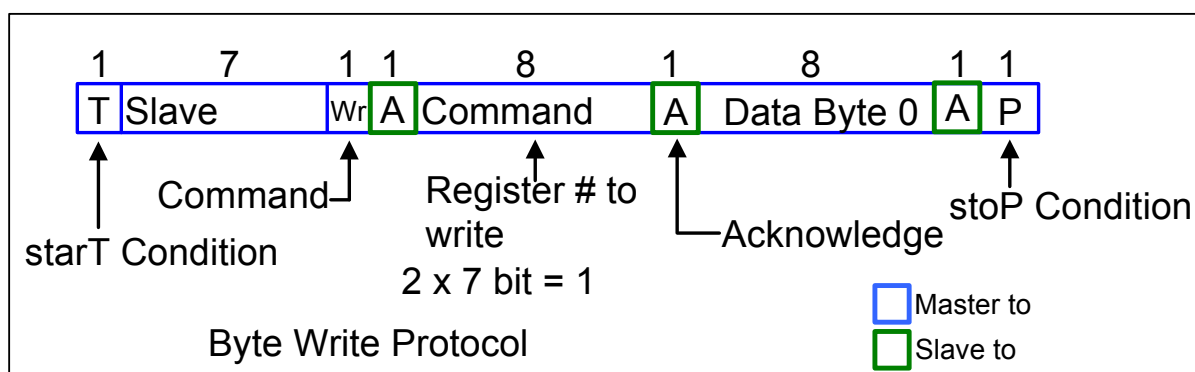 1 7 1 1 8 1 8 1 1
T Slave Wr A Command A Data Byte 0 A P
Command
Register # to
write
2 x 7 bit = 1
Acknowledge
stoP Condition
starT Condition
Byte Write Protocol
Master to
Slave to